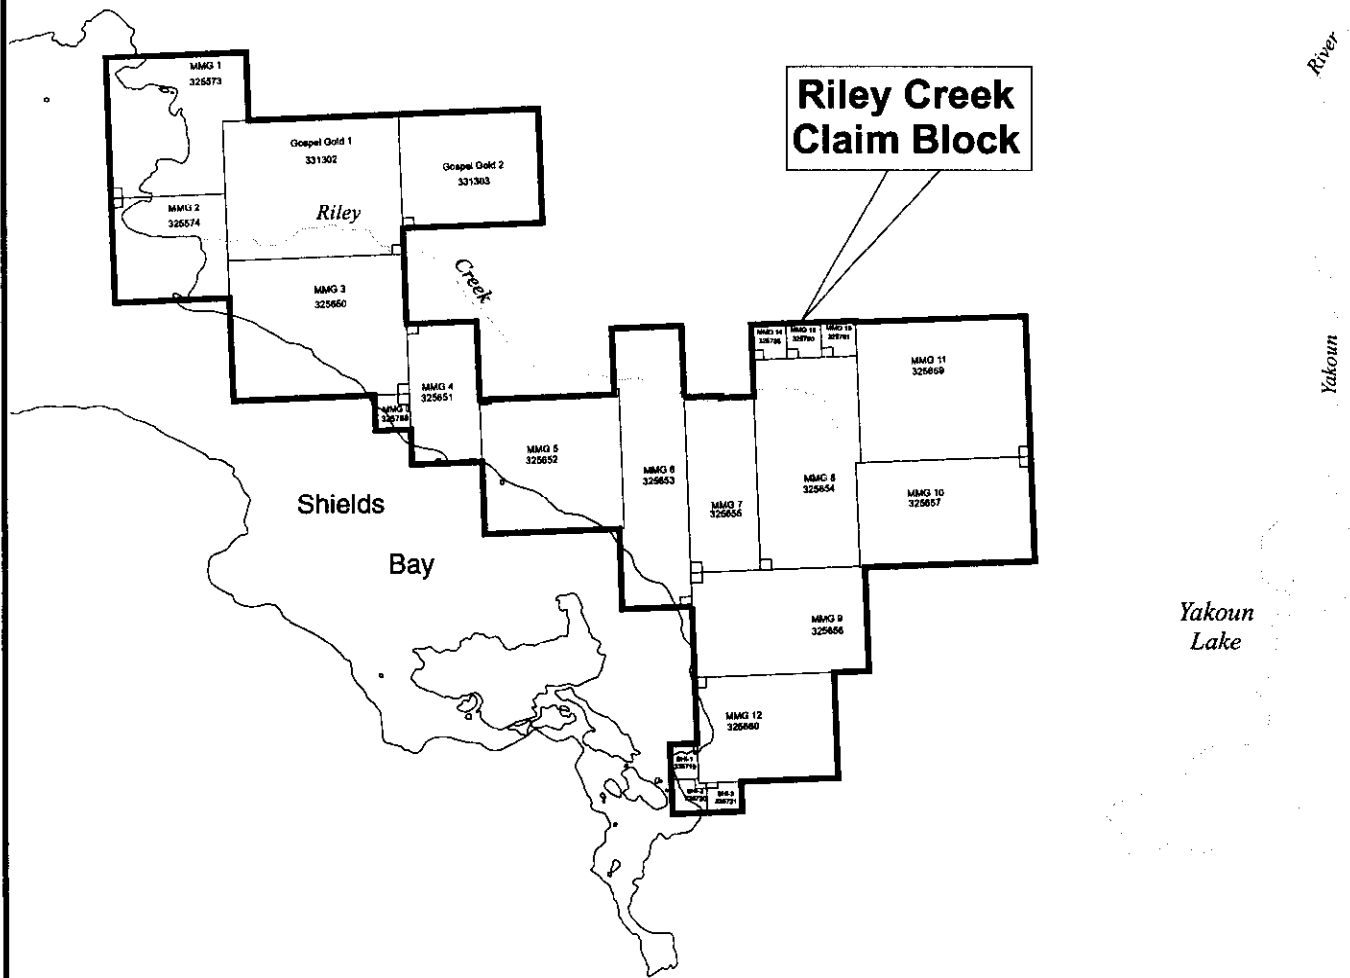 River
MMG 1
325573
Riley Creek
Claim Block
Gospel Gold 1
331302
Gospel Gold 2
331303
MMG 2
325574
Riley
Creek
MMG 3
325650
Yakoun
MMG 4
325651
MMG 11
325659
MMG 5
325652
MMG 6
325653
MMG 7
325655
MMG 8
325654
MMG 10
325657
Shields
Bay
MMG 9
325656
Yakoun
Lake
MMG 12
325660